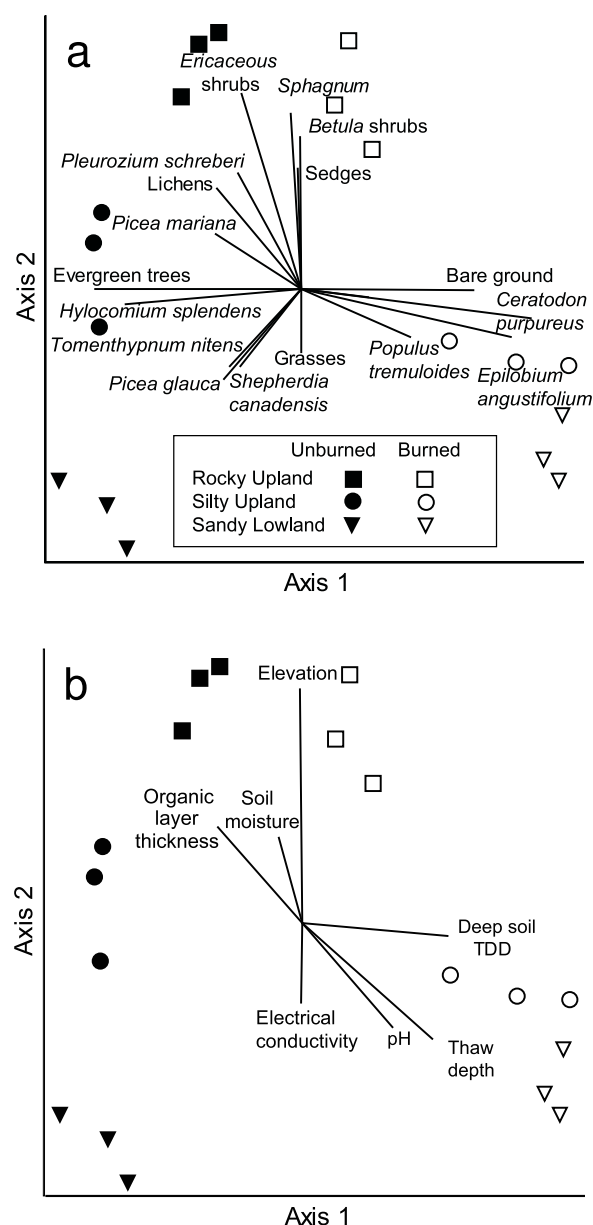 a
Ericaceous
shrubs
Sphagnum
Betula shrubs
Pleurozium schreberi
Sedges
Lichens
Picea mariana
Evergreen trees
Bare ground
Hylocomium splendens
Ceratodon
purpureus
Tomenthypnum nitens
Grasses
Populus
tremuloides
Picea glauca
Shepherdia
canadensis
Epilobium
angustifolium
Unburned Burned
Rocky Upland
Silty Upland
Sandy Lowland
Axis 2
Axis 1
b
Elevation
Organic
layer
thickness
Soil
moisture
Deep soil
TDD
Electrical
conductivity
pH
Thaw
depth
Axis 2
Axis 1